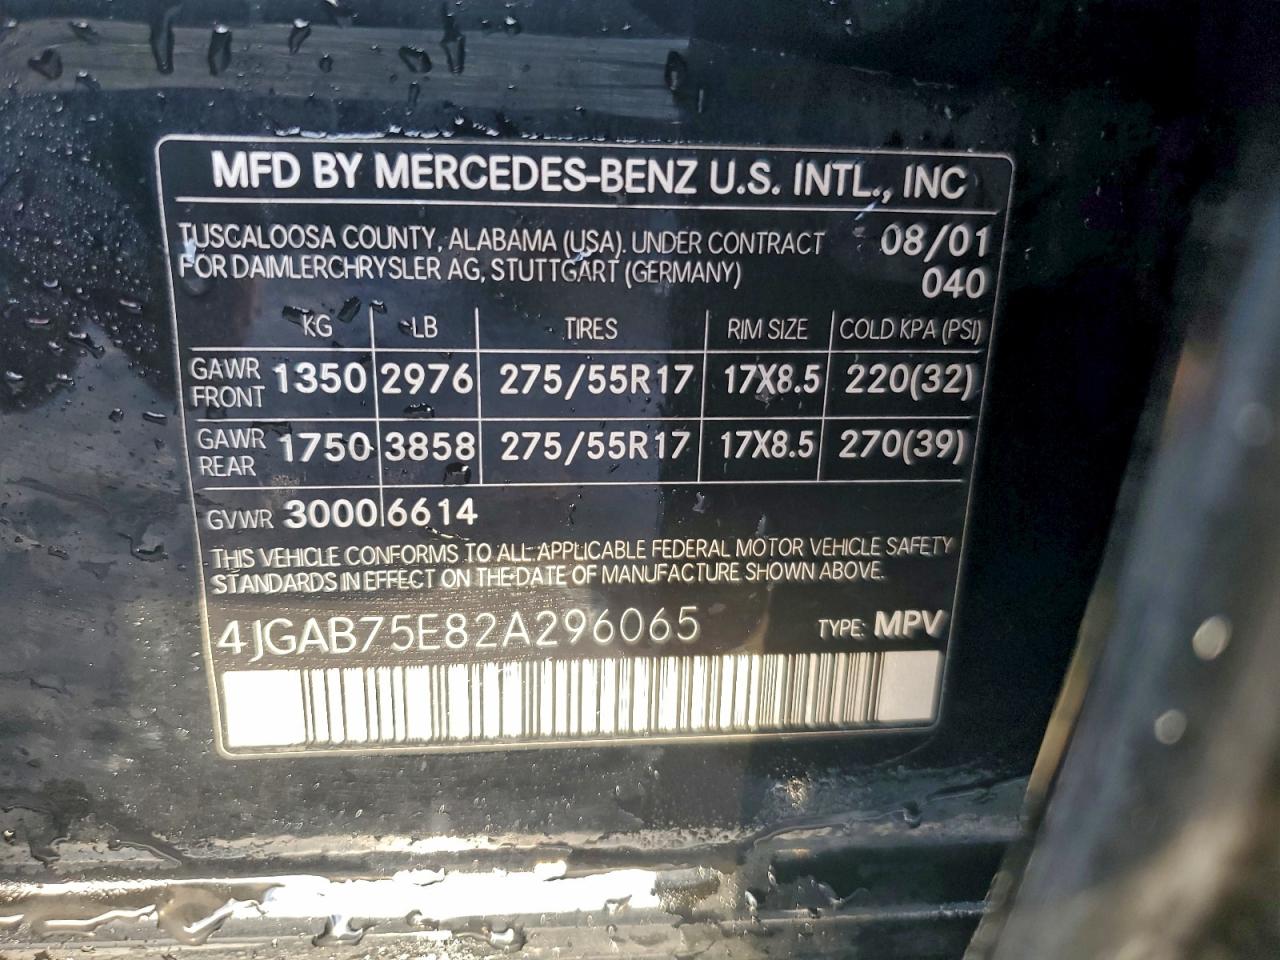 MFD BY MERCEDES-BENZ U.S. INTL., INC
TUSCALOOSA COUNTY, ALABAMA (USA). UNDER CONTRACT 08/01
FOR DAIMLERCHRYSLER AG, STUTTGART (GERMANY) 040
KG LB TIRES RIM SIZE COLD KPA (PSI)
GAWR FRONT 1350 2976 275/55R17 17X8.5 220(32)
GAWR REAR 1750 3858 275/55R17 17X8.5 270(39)
GVWR 3000 6614
THIS VEHICLE CONFORMS TO ALL APPLICABLE FEDERAL MOTOR VEHICLE SAFETY
STANDARDS IN EFFECT ON THE DATE OF MANUFACTURE SHOWN ABOVE.
4JGAB75E82A296065 TYPE: MPV